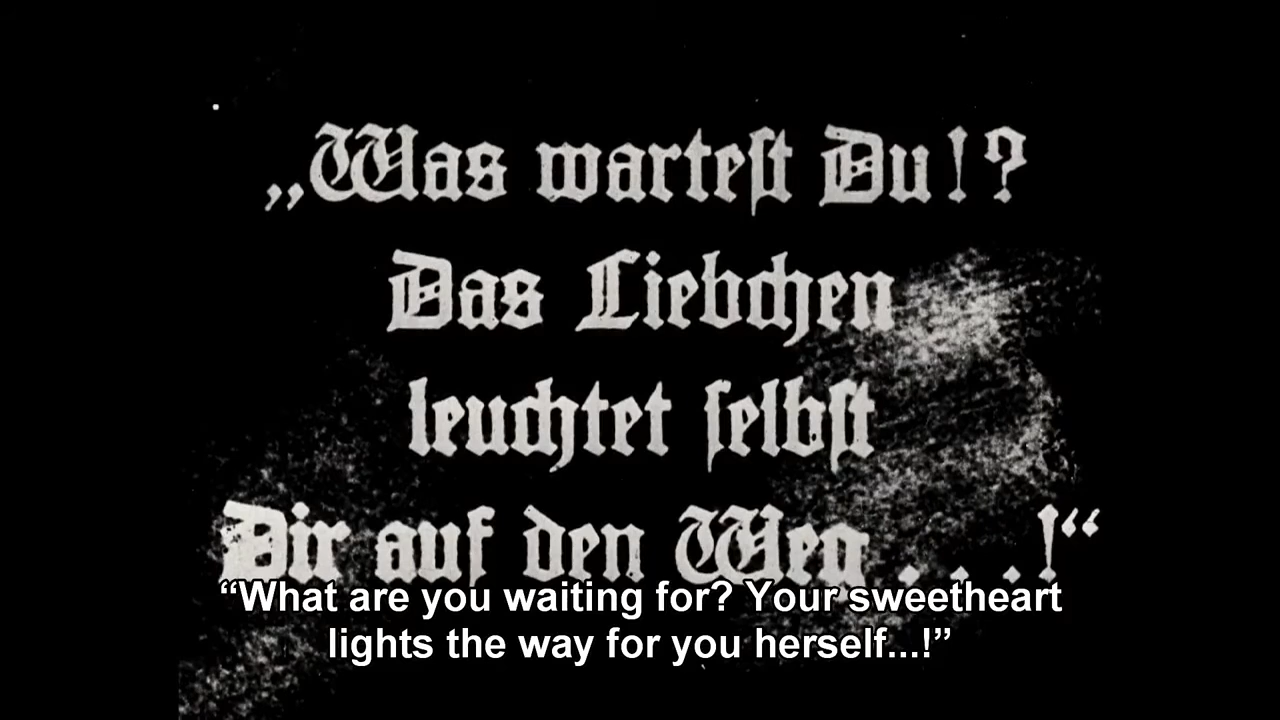 „Was wartest Du!?
Das Liebchen
leuchtet selbst
Dir auf den Weg . . . !“
“What are you waiting for? Your sweetheart
lights the way for you herself...!”